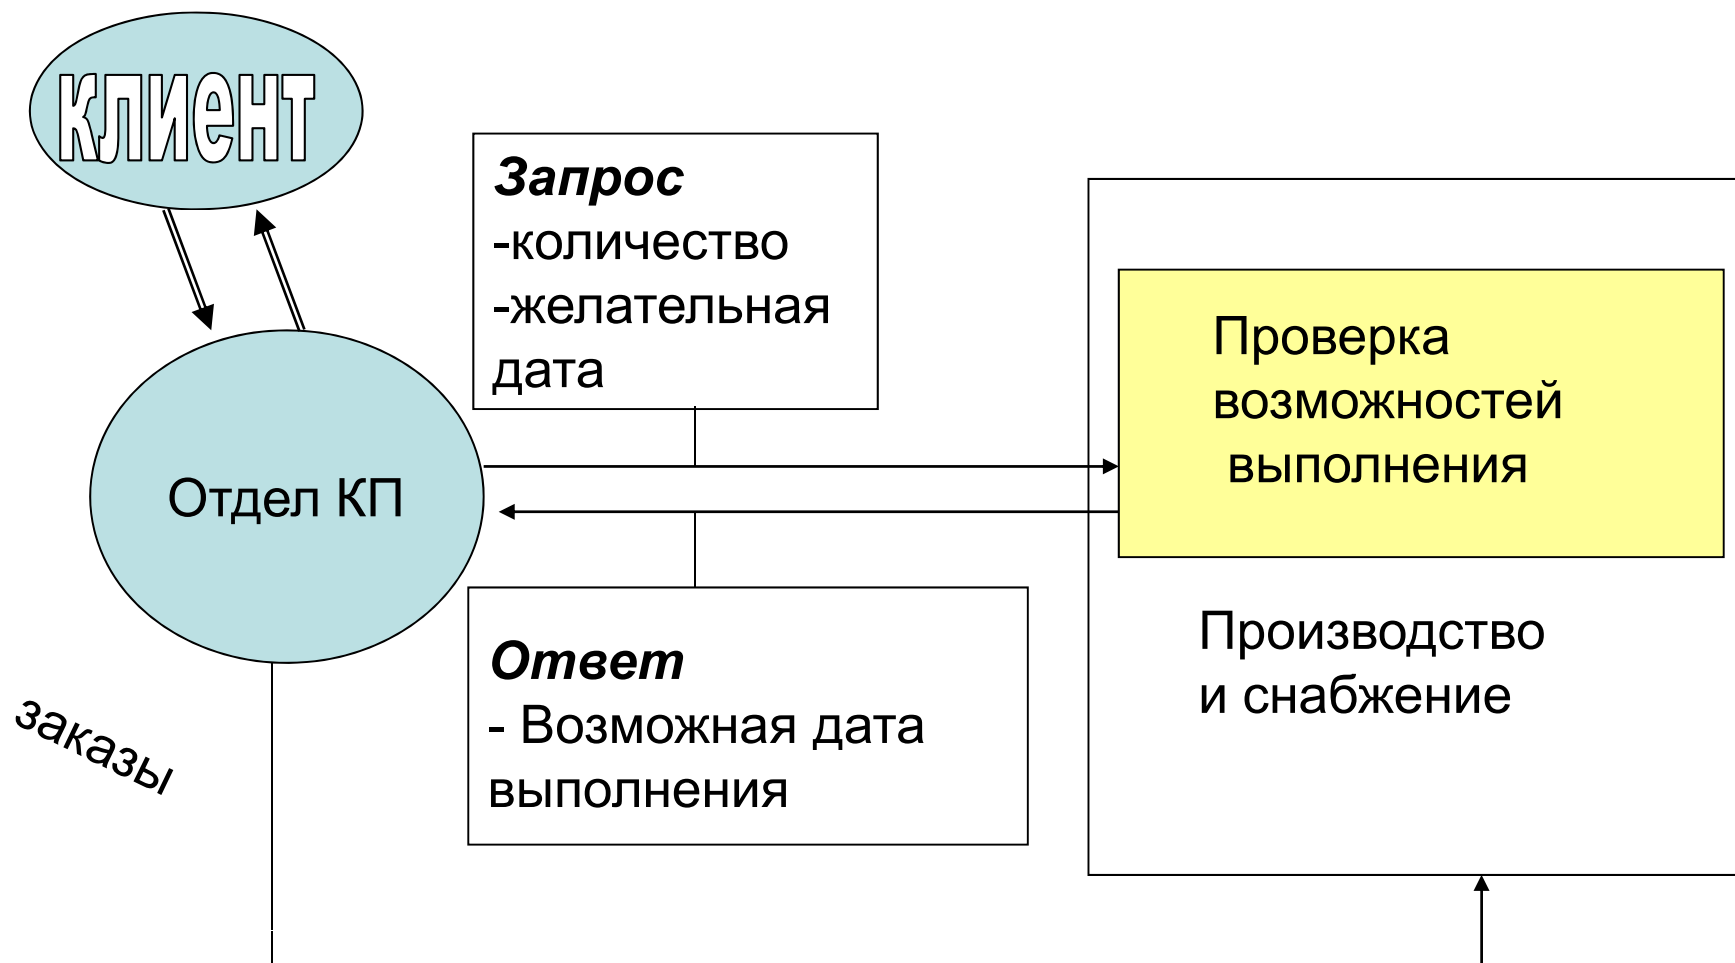 клиент
Запрос
-количество
-желательная
дата
Проверка
возможностей
выполнения
Отдел КП
Производство
и снабжение
Ответ
- Возможная дата
выполнения
заказы